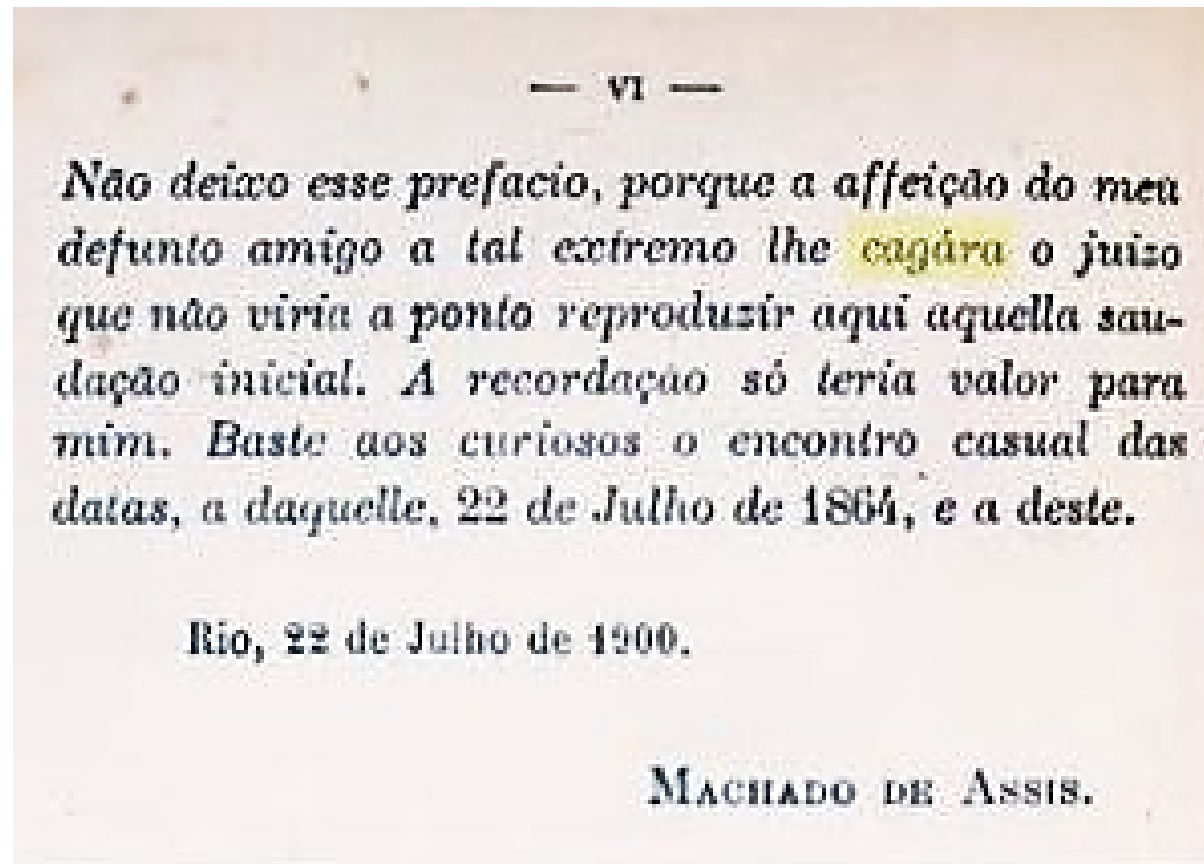 — VI —
Não deixo esse prefacio, porque a affeição do meu
defunto amigo a tal extremo lhe cagára o juizo
que não viria a ponto reproduzir aqui aquella sau-
dação inicial. A recordação só teria valor para
mim. Baste aos curiosos o encontro casual das
datas, a daquelle, 22 de Julho de 1864, e a deste.
Rio, 22 de Julho de 1900.
MACHADO DE ASSIS.